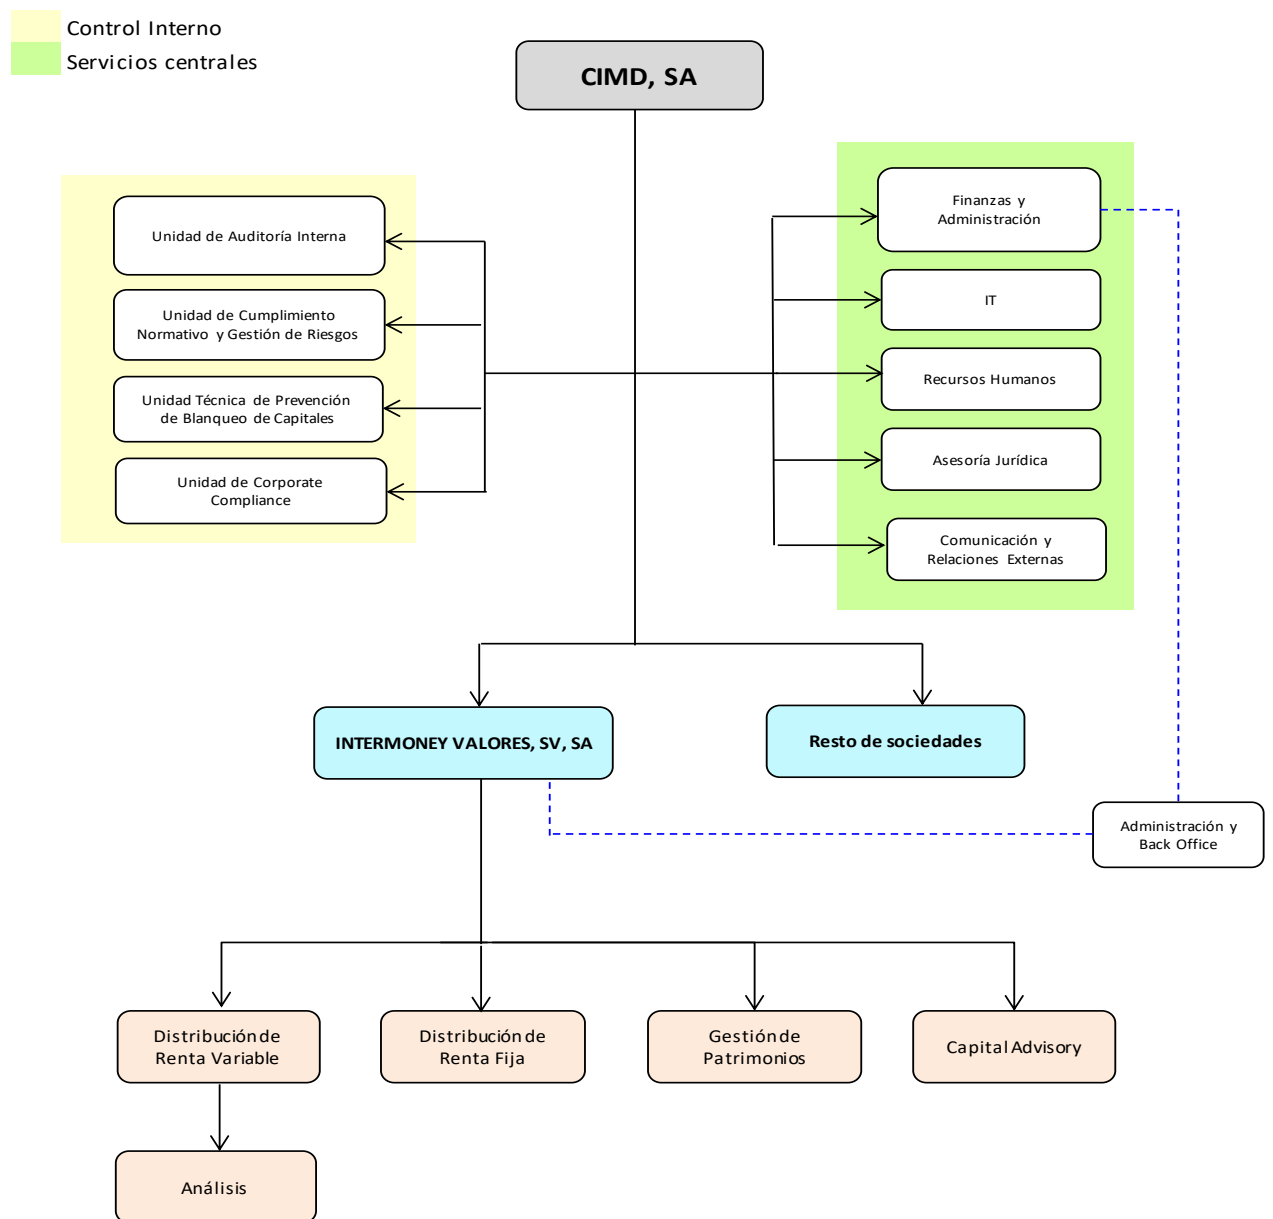 Control Interno
Servicios centrales
CIMD, SA
Unidad de Auditoría Interna
Unidad de Cumplimiento
Normativo y Gestión de Riesgos
Unidad Técnica de Prevención
de Blanqueo de Capitales
Unidad de Corporate
Compliance
Finanzas y
Administración
IT
Recursos Humanos
Asesoría Jurídica
Comunicación y
Relaciones Externas
INTERMONEY VALORES, SV, SA
Resto de sociedades
Administración y
Back Office
Distribución de
Renta Variable
Distribución de
Renta Fija
Gestión de
Patrimonios
Capital Advisory
Análisis